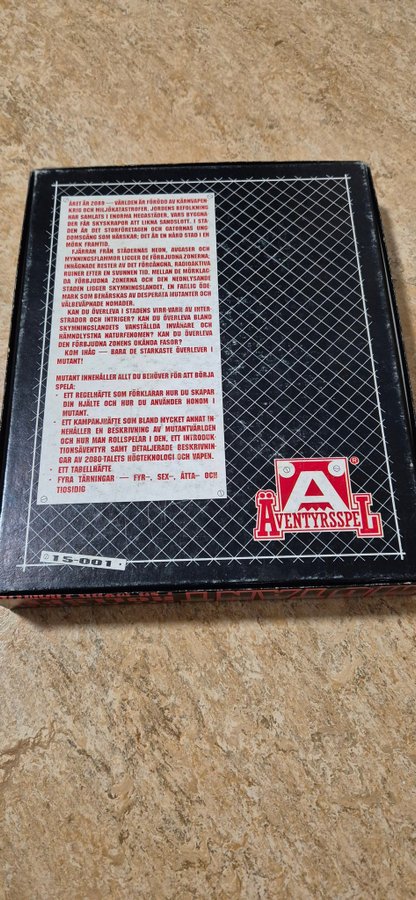 ÅRET ÄR 2089 — VÄRLDEN ÄR FÖRÖDD AV KÄRNVAPEN-
KRIG OCH MILJÖKATASTROFER. JORDENS BEFOLKNING
HAR SAMLATS I ENORMA MEGASTÄDER, VARS BYGGNA-
DER FÅR SKYSKRAPOR ATT LIKNA SANDSLOTT. I STA-
DEN ÄR DET STORFÖRETAGEN OCH GATORNAS UNG-
DOMSGÄNG SOM HÄRSKAR; DET ÄR EN HÅRD STAD I EN
MÖRK FRAMTID.
FJÄRRAN FRÅN STÄDERNAS NEON, AVGASER OCH
MYNNINGSFLAMMOR LIGGER DE FÖRBJUDNA ZONERNA,
INHÄGNADE RESTER AV DET FÖRGÅNGNA, RADIOAKTIVA
RUINER EFTER EN SVUNNEN TID. MELLAN DE MÖRKLAG-
DA FÖRBJUDNA ZONERNA OCH DEN NEONLYSANDE
STADEN LIGGER SKYMNINGSLANDET, EN FARLIG ÖDE-
MARK SOM BEHÄRSKAS AV DESPERATA MUTANTER OCH
VÄLBEVÄPNADE NOMADER.
KAN DU ÖVERLEVA I STADENS VIRR-VARR AV INTER-
STRADOR OCH INTRIGER? KAN DU ÖVERLEVA BLAND
SKYMNINGSLANDETS VANSTÄLLDA INVÅNARE OCH
HÄMNDLYSTNA NATURFENOMEN? KAN DU ÖVERLEVA
DEN FÖRBJUDNA ZONENS OKÄNDA FASOR?
KOM IHÅG — BARA DE STARKASTE ÖVERLEVER I
MUTANT!
MUTANT INNEHÅLLER ALLT DU BEHÖVER FÖR ATT BÖRJA
SPELA:
· ETT REGELHÄFTE SOM FÖRKLARAR HUR DU SKAPAR
DIN HJÄLTE OCH HUR DU ANVÄNDER HONOM I
MUTANT.
· ETT KAMPANJHÄFTE SOM BLAND MYCKET ANNAT IN-
NEHÅLLER EN BESKRIVNING AV MUTANTVÄRLDEN
OCH HUR MAN ROLLSPELAR I DEN, ETT INTRODUK-
TIONSÄVENTYR SAMT DETALJERADE BESKRIVNIN-
GAR AV 2080-TALETS HÖGTEKNOLOGI OCH VAPEN.
· ETT TABELLHÄFTE.
· FYRA TÄRNINGAR — FYR-, SEX-, ÅTTA- OCH
TIOSIDIG
A
®
ÄVENTYRSSPEL
15-001